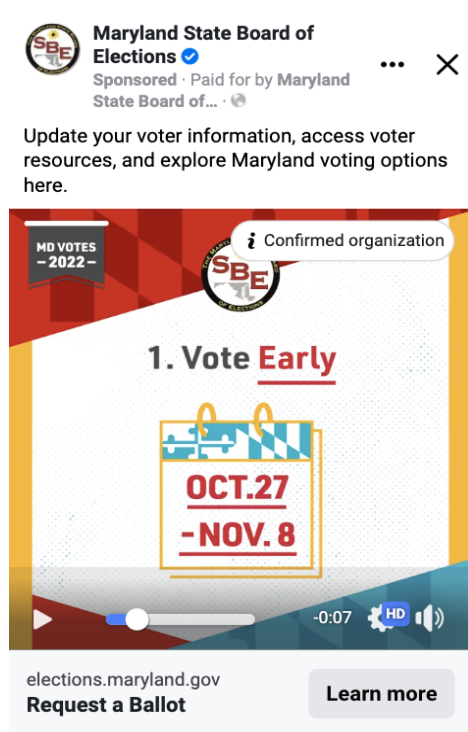 Maryland State Board of
Elections
Sponsored · Paid for by Maryland
State Board of... ·
Update your voter information, access voter
resources, and explore Maryland voting options
here.
MD VOTES
– 2022 –
i Confirmed organization
SBE
OF ELECTIONS
1. Vote Early
OCT.27
-NOV. 8
-0:07
HD
elections.maryland.gov
Request a Ballot
Learn more